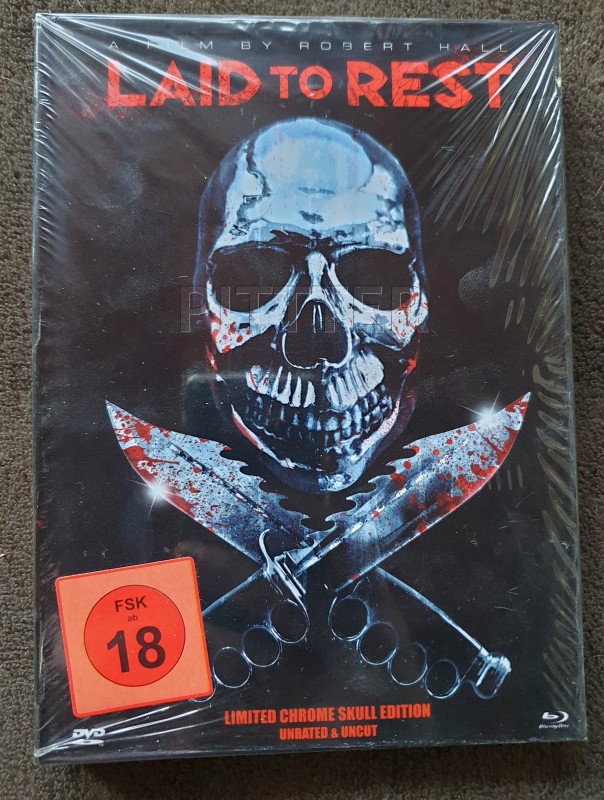 A FILM BY ROBERT HALL
LAID TO REST
PITTNER
FSK
ab
18
LIMITED CHROME SKULL EDITION
UNRATED & UNCUT
DVD
Blu-ray Disc